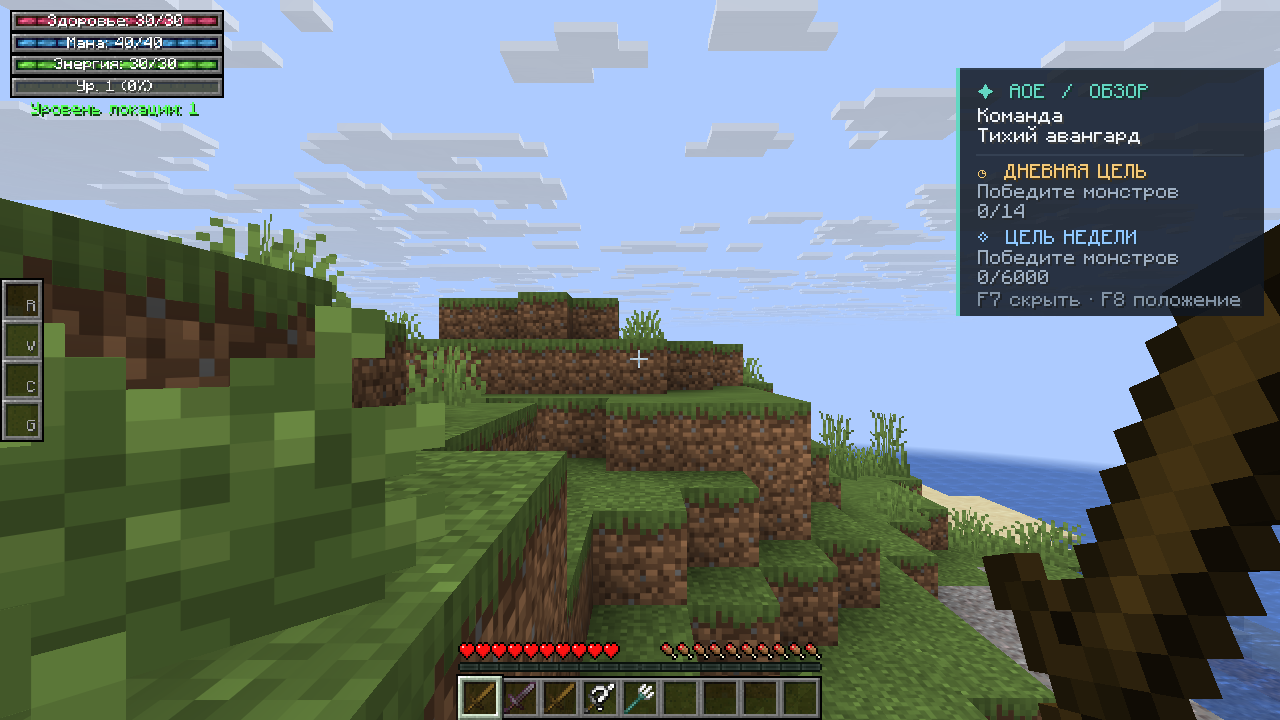 Здоровье: 30/30
Мана: 40/40
Энергия: 30/30
Ур. 1 (0%)
Уровень локации: 1
AOE / ОБЗОР
Команда
Тихий авангард
ДНЕВНАЯ ЦЕЛЬ
Победите монстров
0/14
ЦЕЛЬ НЕДЕЛИ
Победите монстров
0/6000
F7 скрыть · F8 положение
R
V
C
G